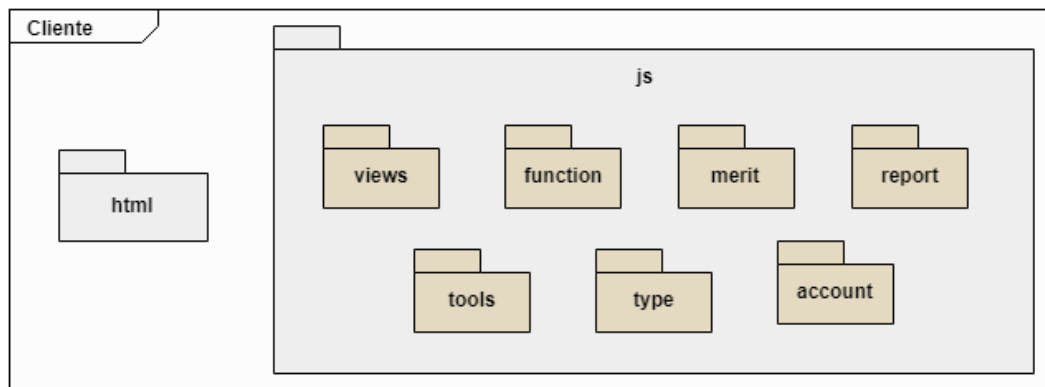 Cliente
js
views
function
merit
report
html
tools
type
account